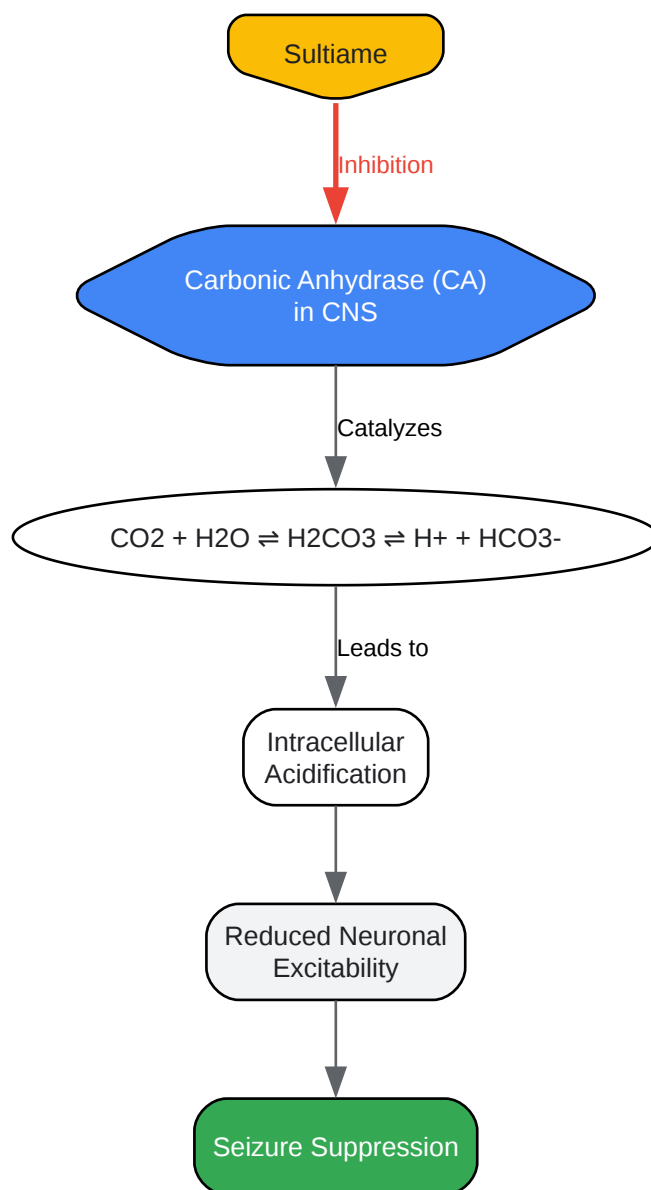 Sultiame
Inhibition
Carbonic Anhydrase (CA)
in CNS
Catalyzes
CO2 + H2O ⇌ H2CO3 ⇌ H+ + HCO3-
Leads to
Intracellular
Acidification
Reduced Neuronal
Excitability
Seizure Suppression